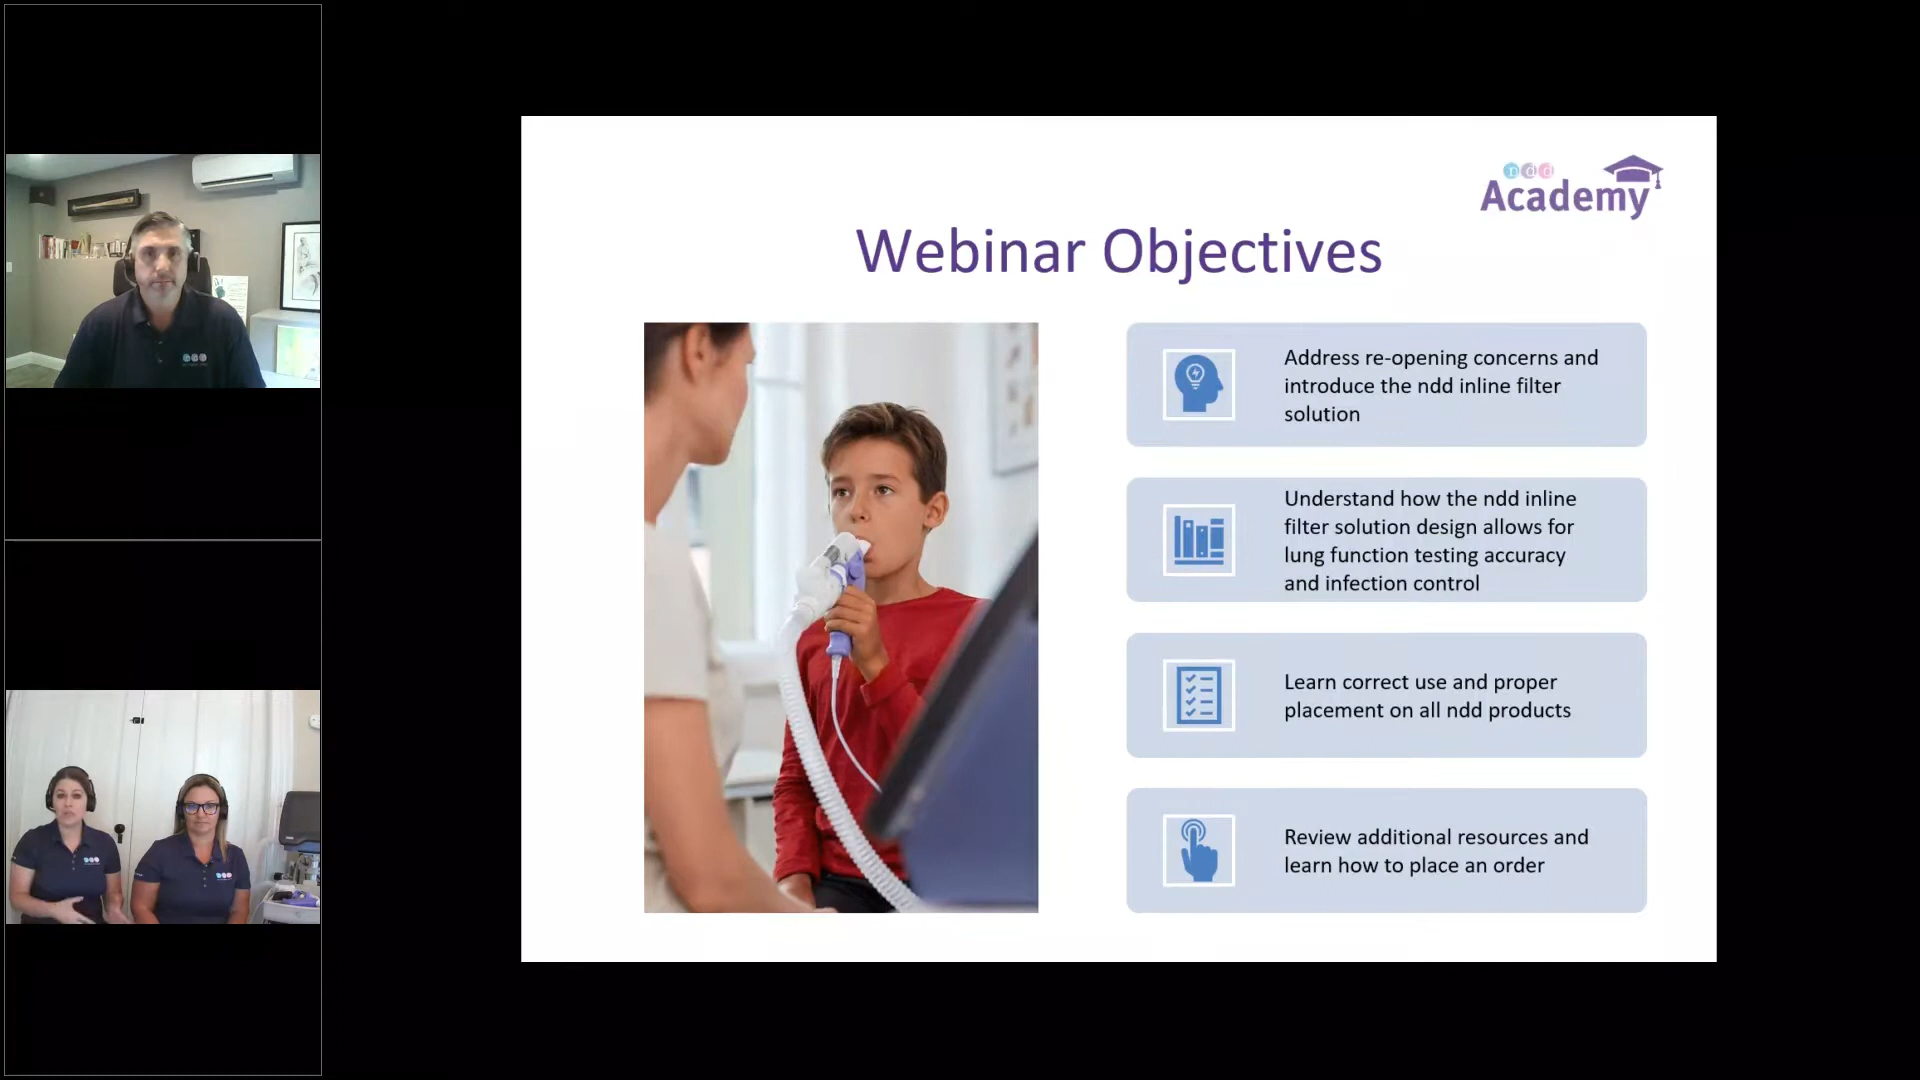 ndd
Academy
Webinar Objectives
Address re-opening concerns and
introduce the ndd inline filter
solution
Understand how the ndd inline
filter solution design allows for
lung function testing accuracy
and infection control
Learn correct use and proper
placement on all ndd products
Review additional resources and
learn how to place an order